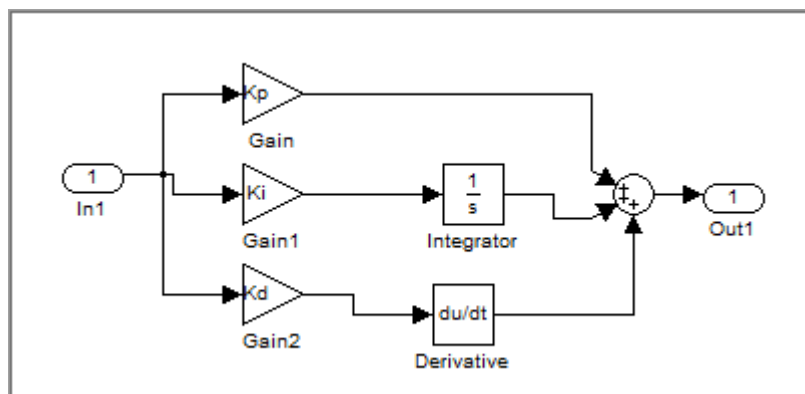 Kp
Gain
1
In1
Ki
Gain1
1
s
Integrator
+
+
+
1
Out1
Kd
Gain2
du/dt
Derivative